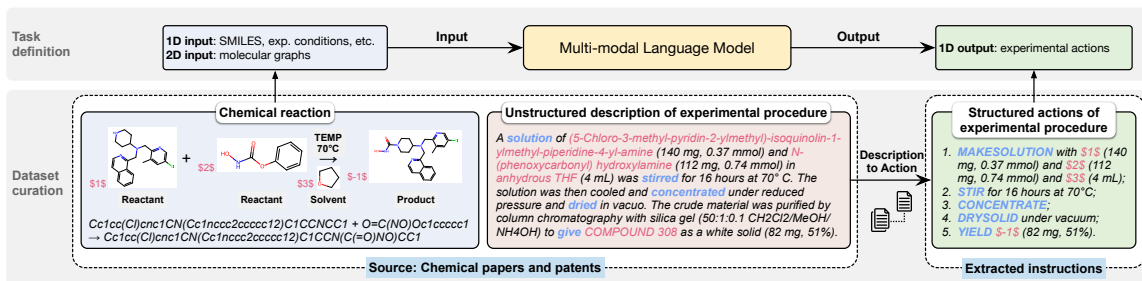 Task
definition
1D input: SMILES, exp. conditions, etc.
2D input: molecular graphs
Input
Multi-modal Language Model
Output
1D output: experimental actions
Dataset
curation
Chemical reaction
$1$
Reactant
+
$2$
Reactant
TEMP
70°C
$3$
Solvent
$-1$
Product
Cc1cc(Cl)cnc1CN(Cc1nccc2ccccc12)C1CCNCC1 + O=C(NO)Oc1ccccc1
→ Cc1cc(Cl)cnc1CN(Cc1nccc2ccccc12)C1CCN(C(=O)NO)CC1
Unstructured description of experimental procedure
A solution of (5-Chloro-3-methyl-pyridin-2-ylmethyl)-isoquinolin-1-
ylmethyl-piperidine-4-yl-amine (140 mg, 0.37 mmol) and N-
(phenoxycarbonyl) hydroxylamine (112 mg, 0.74 mmol) in
anhydrous THF (4 mL) was stirred for 16 hours at 70° C. The
solution was then cooled and concentrated under reduced
pressure and dried in vacuo. The crude material was purified by
column chromatography with silica gel (50:1:0.1 CH2Cl2/MeOH/
NH4OH) to give COMPOUND 308 as a white solid (82 mg, 51%).
Source: Chemical papers and patents
Description
to Action
Structured actions of
experimental procedure
1. MAKESOLUTION with $1$ (140
mg, 0.37 mmol) and $2$ (112
mg, 0.74 mmol) and $3$ (4 mL);
2. STIR for 16 hours at 70°C;
3. CONCENTRATE;
4. DRYSOLID under vacuum;
5. YIELD $-1$ (82 mg, 51%).
Extracted instructions